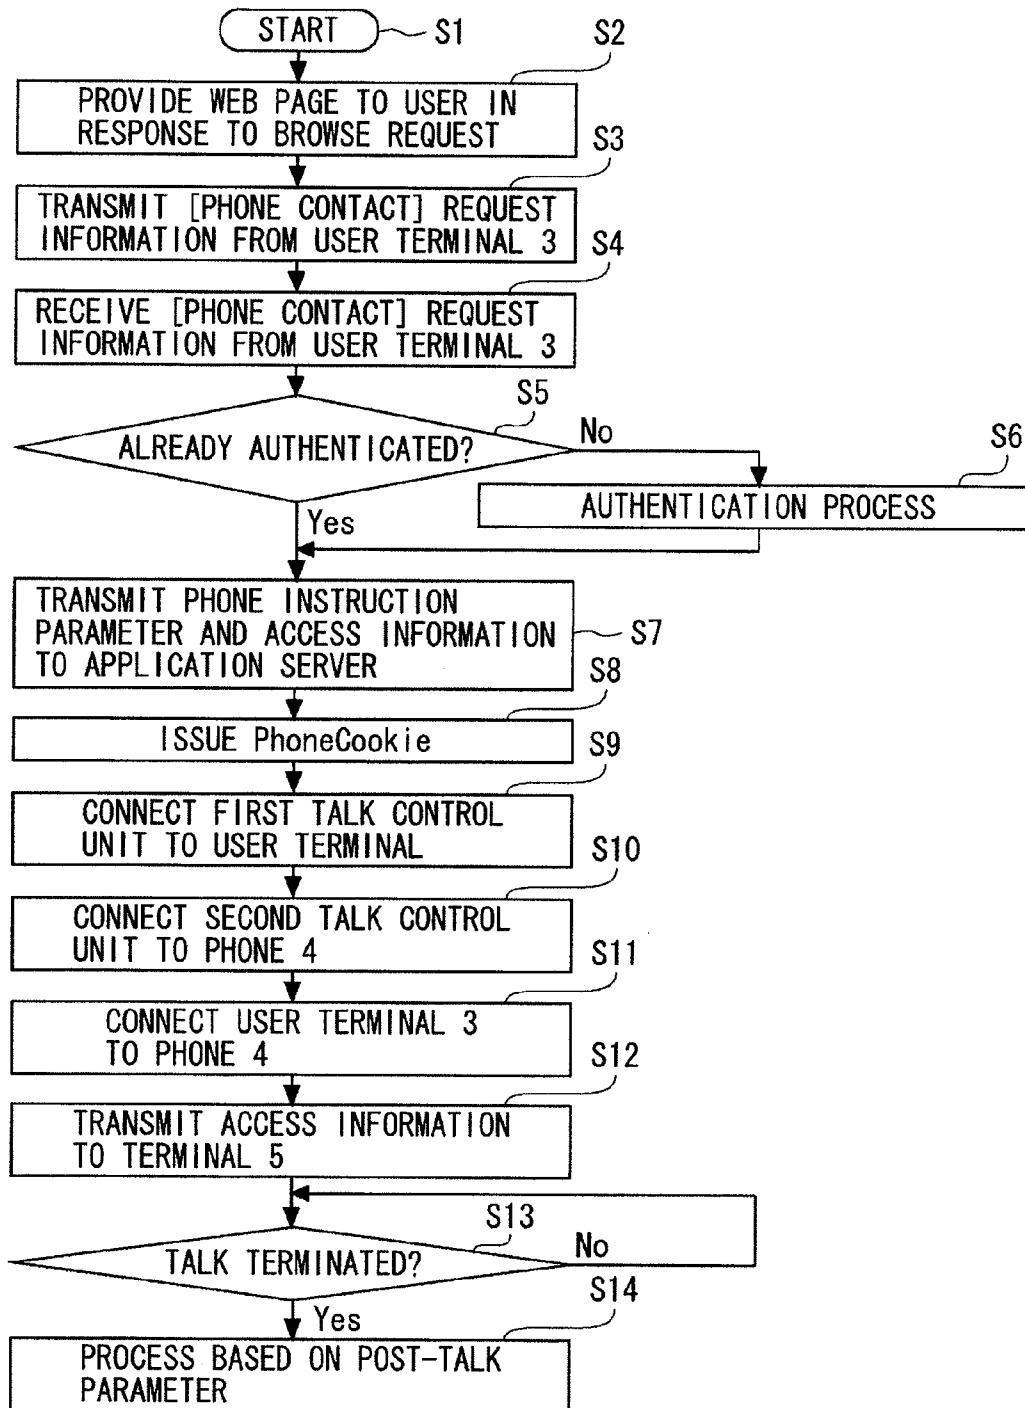 START
S1
S2
PROVIDE WEB PAGE TO USER IN
RESPONSE TO BROWSE REQUEST
S3
TRANSMIT [PHONE CONTACT] REQUEST
INFORMATION FROM USER TERMINAL 3
S4
RECEIVE [PHONE CONTACT] REQUEST
INFORMATION FROM USER TERMINAL 3
S5
ALREADY AUTHENTICATED?
No
S6
AUTHENTICATION PROCESS
Yes
TRANSMIT PHONE INSTRUCTION
PARAMETER AND ACCESS INFORMATION
TO APPLICATION SERVER
S7
S8
ISSUE PhoneCookie
S9
CONNECT FIRST TALK CONTROL
UNIT TO USER TERMINAL
S10
CONNECT SECOND TALK CONTROL
UNIT TO PHONE 4
S11
CONNECT USER TERMINAL 3
TO PHONE 4
S12
TRANSMIT ACCESS INFORMATION
TO TERMINAL 5
S13
TALK TERMINATED?
No
S14
Yes
PROCESS BASED ON POST-TALK
PARAMETER